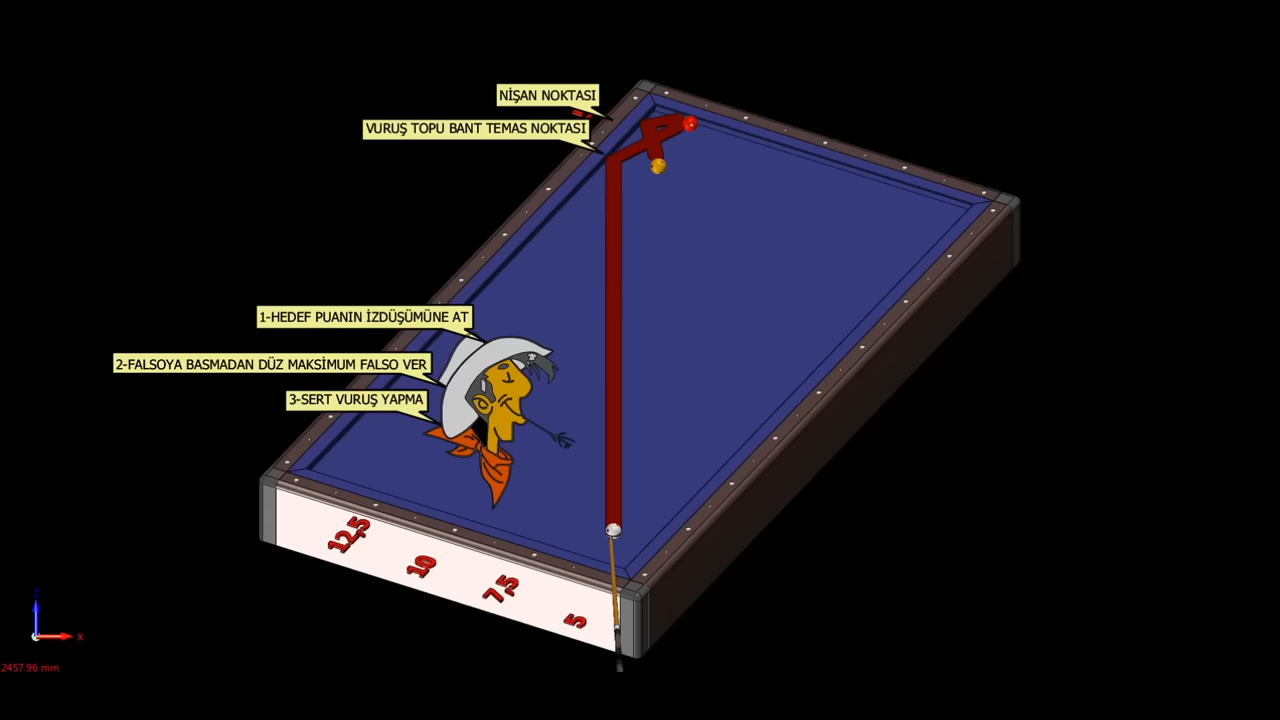 NİŞAN NOKTASI
VURUŞ TOPU BANT TEMAS NOKTASI
1-HEDEF PUANIN İZDÜŞÜMÜNE AT
2-FALSOYA BASMADAN DÜZ MAKSİMUM FALSO VER
3-SERT VURUŞ YAPMA
12,5
10
7,5
5
X
2457.96 mm